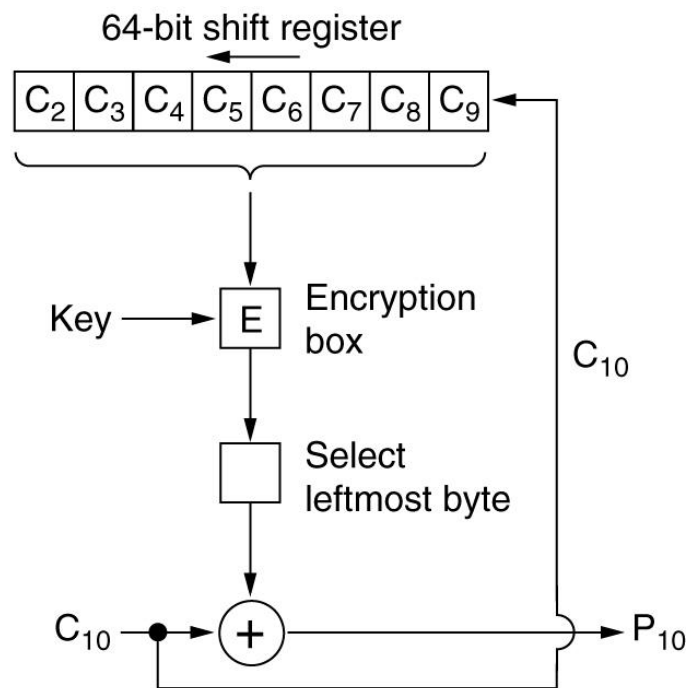 64-bit shift register
C₂ C₃ C₄ C₅ C₆ C₇ C₈ C₉
Key
E
Encryption
box
C₁₀
Select
leftmost byte
C₁₀
+
P₁₀